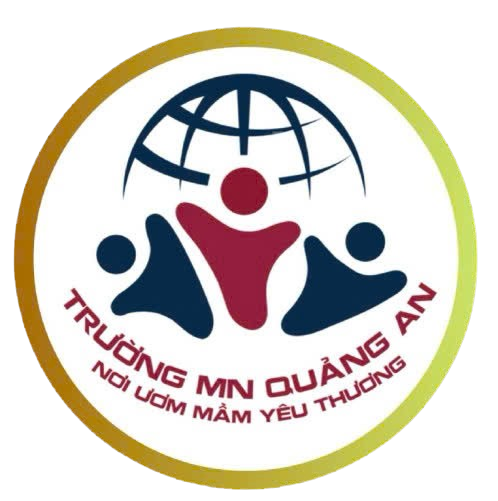 TRƯỜNG MN QUẢNG AN
NƠI ƯƠM MẦM YÊU THƯƠNG